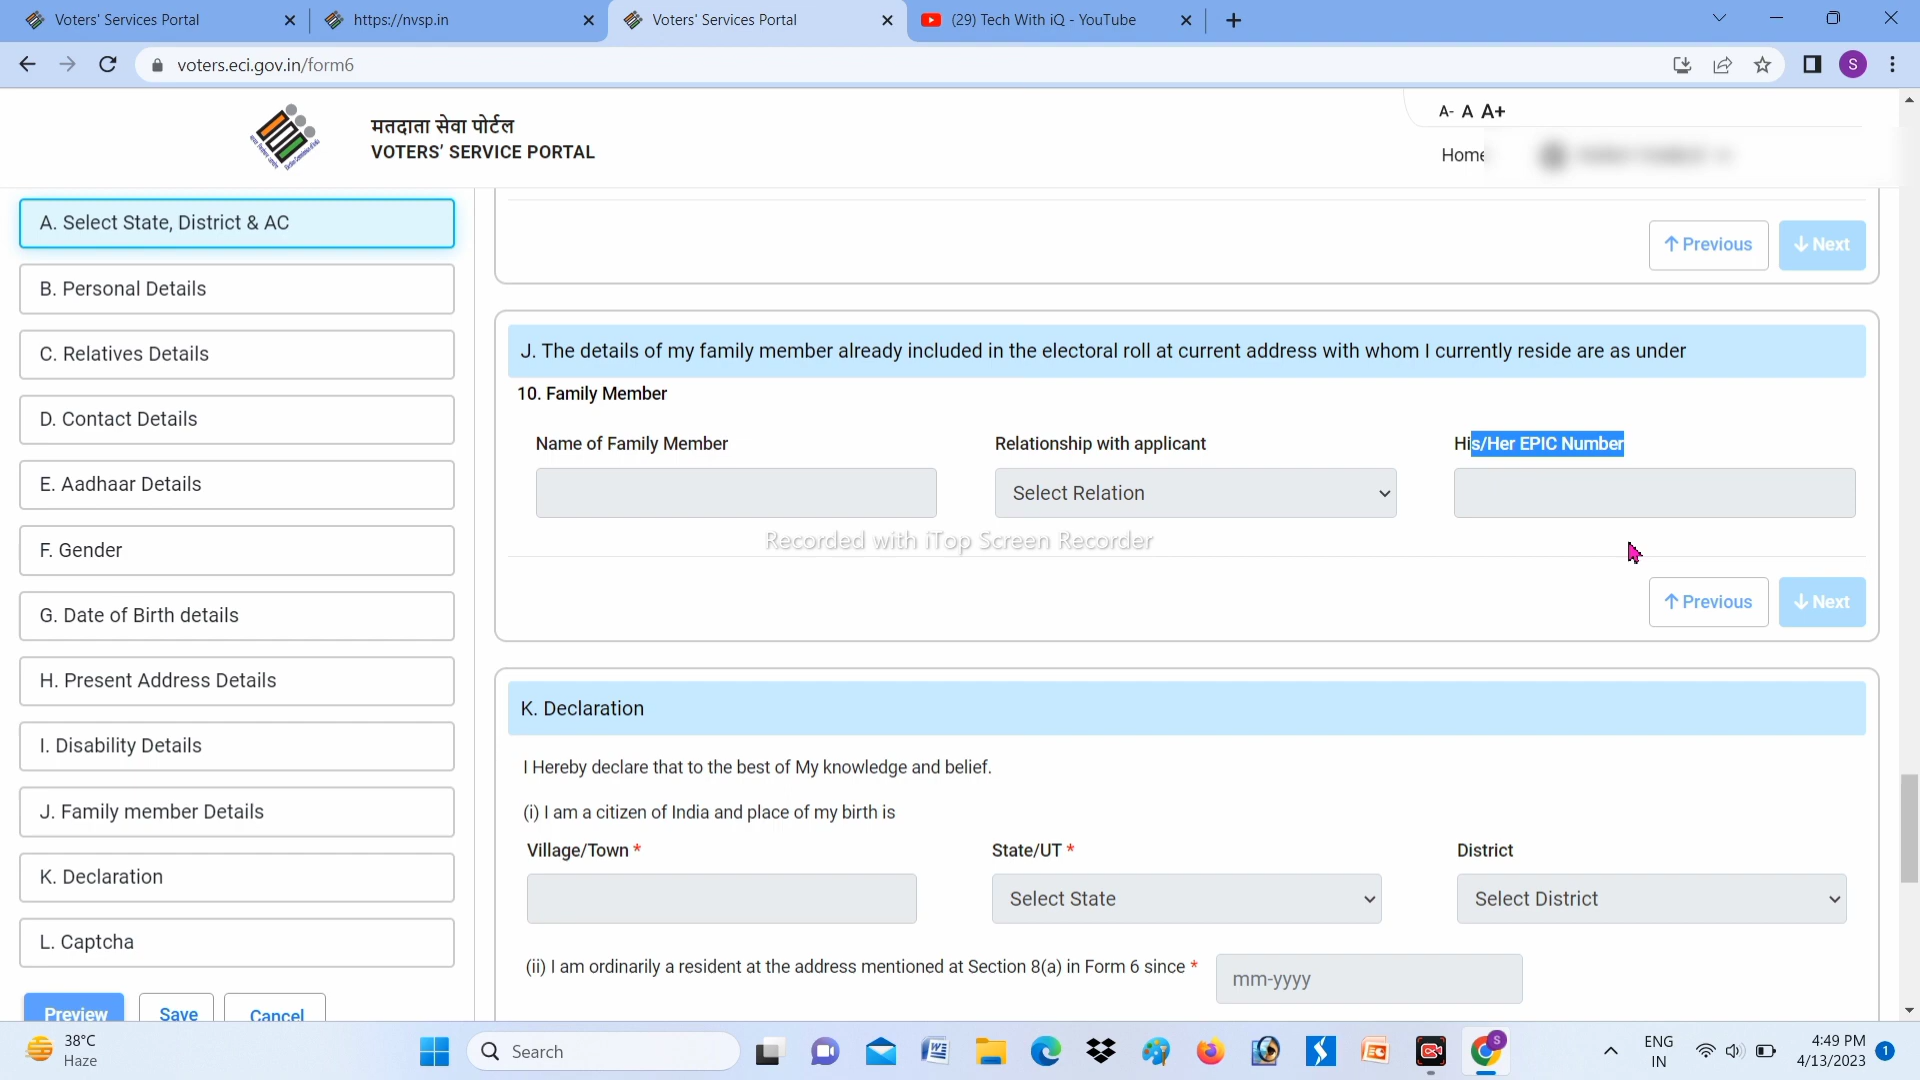 Voters' Services Portal
https://nvsp.in
Voters' Services Portal
(29) Tech With iQ - YouTube
voters.eci.gov.in/form6
S
मतदाता सेवा पोर्टल
VOTERS' SERVICE PORTAL
A- A A+
Home
A. Select State, District & AC
B. Personal Details
C. Relatives Details
D. Contact Details
E. Aadhaar Details
F. Gender
G. Date of Birth details
H. Present Address Details
I. Disability Details
J. Family member Details
K. Declaration
L. Captcha
Preview Save Cancel
↑ Previous ↓ Next
J. The details of my family member already included in the electoral roll at current address with whom I currently reside are as under
10. Family Member
Name of Family Member Relationship with applicant His/Her EPIC Number
Select Relation
Recorded with iTop Screen Recorder
↑ Previous ↓ Next
K. Declaration
I Hereby declare that to the best of My knowledge and belief.
(i) I am a citizen of India and place of my birth is
Village/Town * State/UT * District
Select State Select District
(ii) I am ordinarily a resident at the address mentioned at Section 8(a) in Form 6 since * mm-yyyy
38°C
Haze
Search
S
ENG
IN
4:49 PM
4/13/2023
1